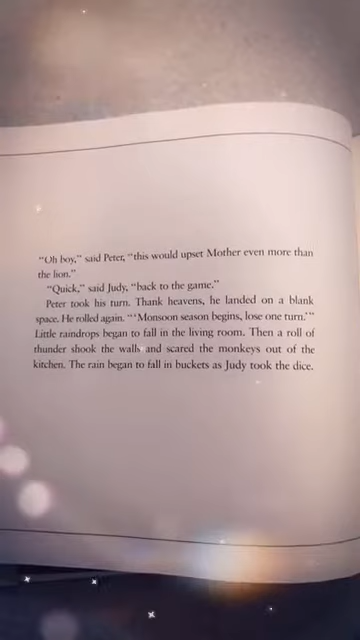 "Oh boy," said Peter, "this would upset Mother even more than
the lion."
"Quick," said Judy, "back to the game."
Peter took his turn. Thank heavens, he landed on a blank
space. He rolled again. "'Monsoon season begins, lose one turn.'"
Little raindrops began to fall in the living room. Then a roll of
thunder shook the walls and scared the monkeys out of the
kitchen. The rain began to fall in buckets as Judy took the dice.